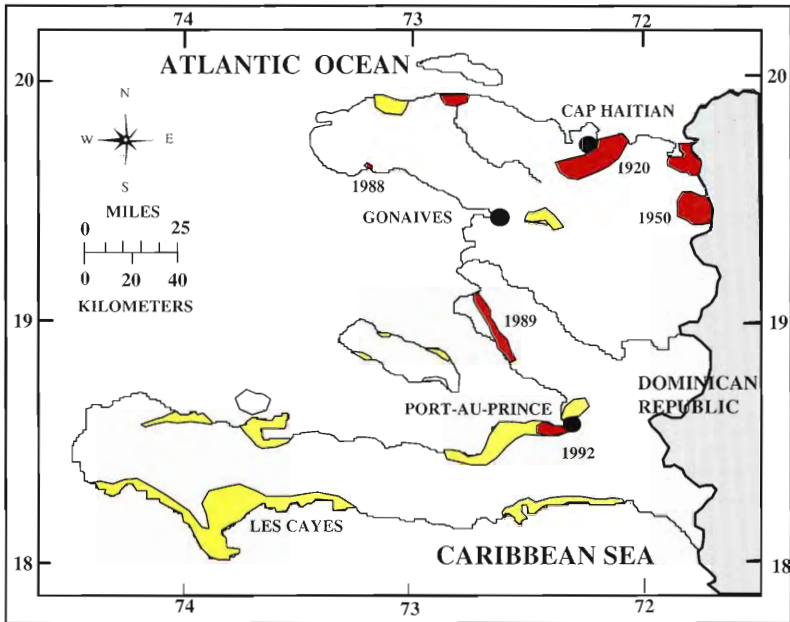 74 73 72
20 20
ATLANTIC OCEAN
N
W E
S
CAP HAITIAN
1920
1988
MILES
0 25
0 20 40
KILOMETERS
GONAIVES
1950
19 19
1989
DOMINICAN
REPUBLIC
PORT-AU-PRINCE
1992
LES CAYES
CARIBBEAN SEA
18 18
74 73 72